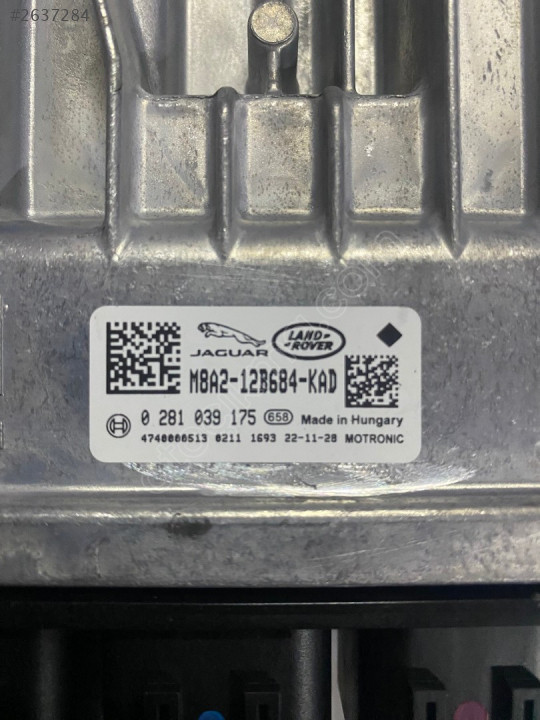 #2637284
JAGUAR
LAND-
-ROVER
M8A2-12B684-KAD
0 281 039 175 658 Made in Hungary
4740000513 0211 1693 22-11-28 MOTRONIC